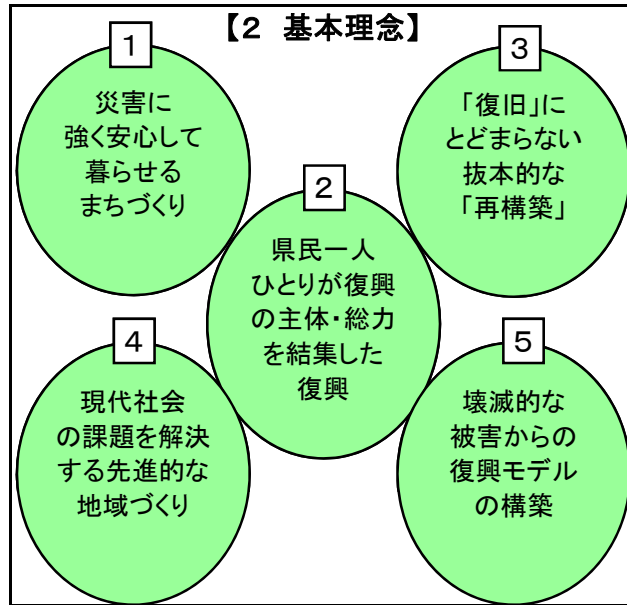 【2 基本理念】
1
災害に
強く安心して
暮らせる
まちづくり
2
県民一人
ひとりが復興
の主体・総力
を結集した
復興
3
「復旧」に
とどまらない
抜本的な
「再構築」
4
現代社会
の課題を解決
する先進的な
地域づくり
5
壊滅的な
被害からの
復興モデル
の構築